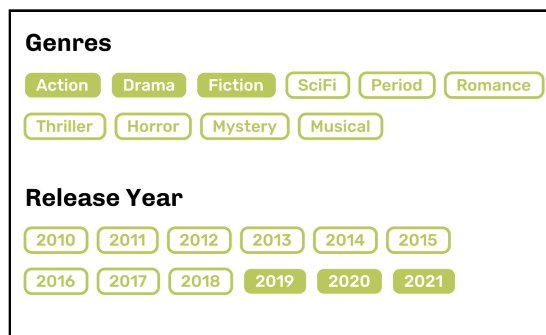 Genres
Action Drama Fiction SciFi Period Romance
Thriller Horror Mystery Musical
Release Year
2010 2011 2012 2013 2014 2015
2016 2017 2018 2019 2020 2021